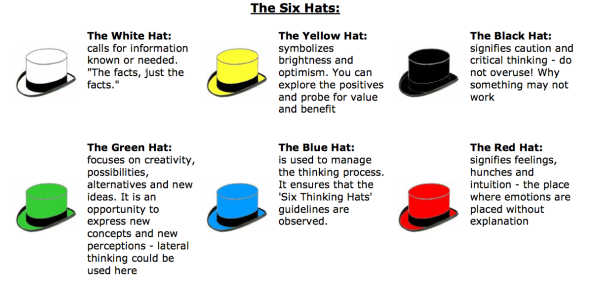 The Six Hats:
The White Hat:
calls for information
known or needed.
"The facts, just the
facts."
The Yellow Hat:
symbolizes
brightness and
optimism. You can
explore the positives
and probe for value
and benefit
The Black Hat:
signifies caution and
critical thinking - do
not overuse! Why
something may not
work
The Green Hat:
focuses on creativity,
possibilities,
alternatives and new
ideas. It is an
opportunity to
express new
concepts and new
perceptions - lateral
thinking could be
used here
The Blue Hat:
is used to manage
the thinking process.
It ensures that the
'Six Thinking Hats'
guidelines are
observed.
The Red Hat:
signifies feelings,
hunches and
intuition - the place
where emotions are
placed without
explanation